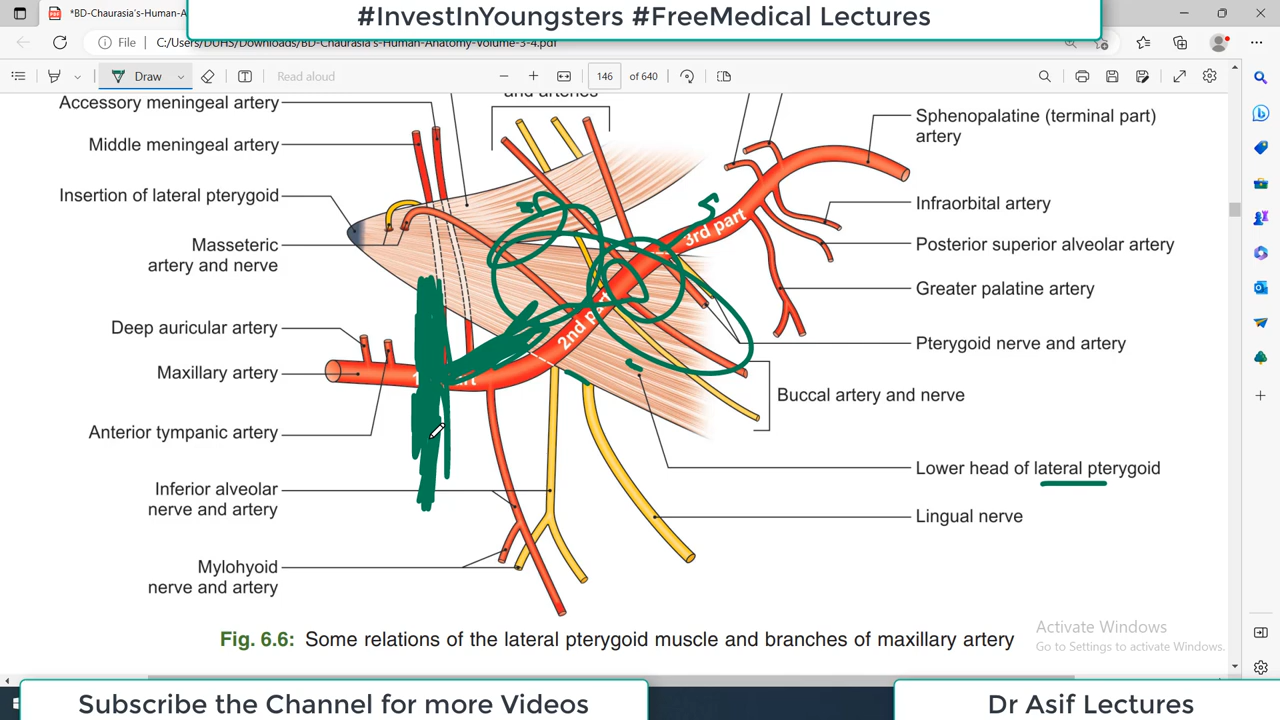 *BD-Chaurasia's-Human-A
#InvestInYoungsters #FreeMedical Lectures
File
C:/Users/DUHS/Downloads/BD-Chaurasia's-Human-Anatomy-Volume-3-4.pdf
Draw
Read aloud
146 of 640
and arteries
Accessory meningeal artery
Middle meningeal artery
Insertion of lateral pterygoid
Masseteric
artery and nerve
Deep auricular artery
Maxillary artery
Anterior tympanic artery
Inferior alveolar
nerve and artery
Mylohyoid
nerve and artery
2nd
3rd part
Sphenopalatine (terminal part)
artery
Infraorbital artery
Posterior superior alveolar artery
Greater palatine artery
Pterygoid nerve and artery
Buccal artery and nerve
Lower head of lateral pterygoid
Lingual nerve
Fig. 6.6: Some relations of the lateral pterygoid muscle and branches of maxillary artery
Activate Windows
Go to Settings to activate Windows.
Subscribe the Channel for more Videos
Dr Asif Lectures